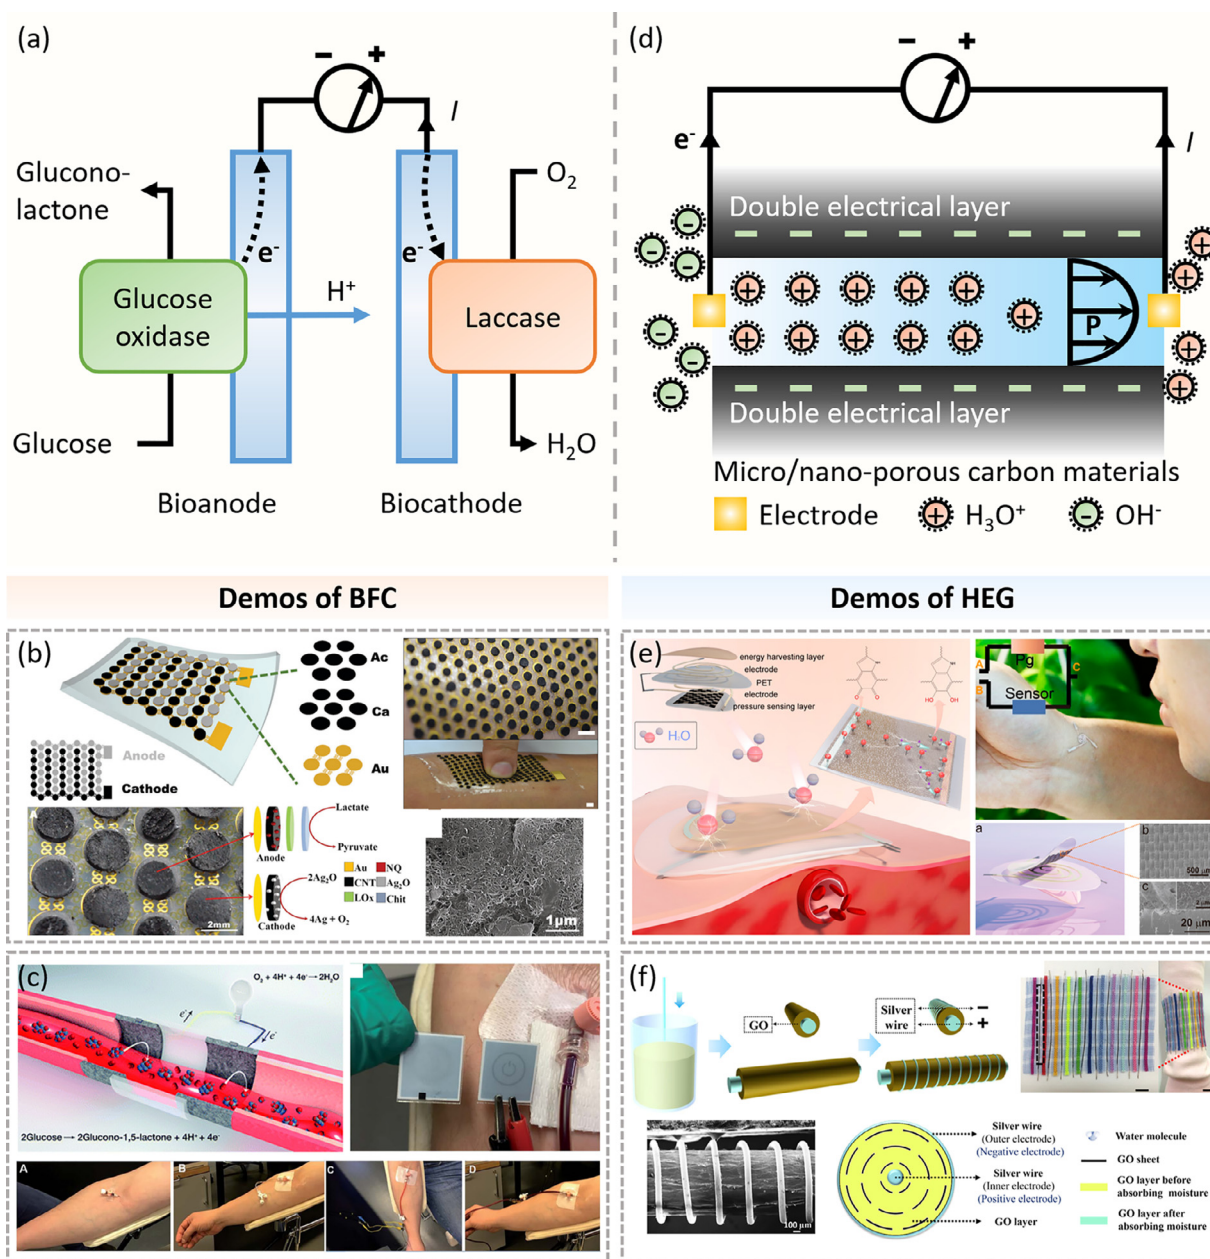 (a)
−
+
I
Glucono-
lactone
O₂
e⁻
e⁻
Glucose
oxidase
H⁺
Laccase
Glucose
H₂O
Bioanode
Biocathode
(d)
−
+
e⁻
I
Double electrical layer
P
Double electrical layer
Micro/nano-porous carbon materials
Electrode
H₃O⁺
OH⁻
Demos of BFC
Demos of HEG
(b)
Ac
Ca
Au
Anode
Cathode
A
2mm
Lactate
Pyruvate
Anode
Au
NQ
CNT
Ag₂O
LOx
Chit
2Ag₂O
4Ag + O₂
Cathode
1μm
(e)
energy harvesting layer
electrode
PET
electrode
pressure sensing layer
H₂O
Pg
A
B
C
Sensor
a
b
500 μm
c
20 μm
(c)
O₂ + 4H⁺ + 4e⁻→ 2H₂O
e⁻
e⁻
2Glucose → 2Glucono-1,5-lactone + 4H⁺ + 4e⁻
A
B
C
D
(f)
GO
Silver
wire
−
+
100 μm
Silver wire
(Outer electrode)
(Negative electrode)
Silver wire
(Inner electrode)
(Positive electrode)
GO layer
Water molecule
GO sheet
GO layer before
absorbing moisture
GO layer after
absorbing moisture